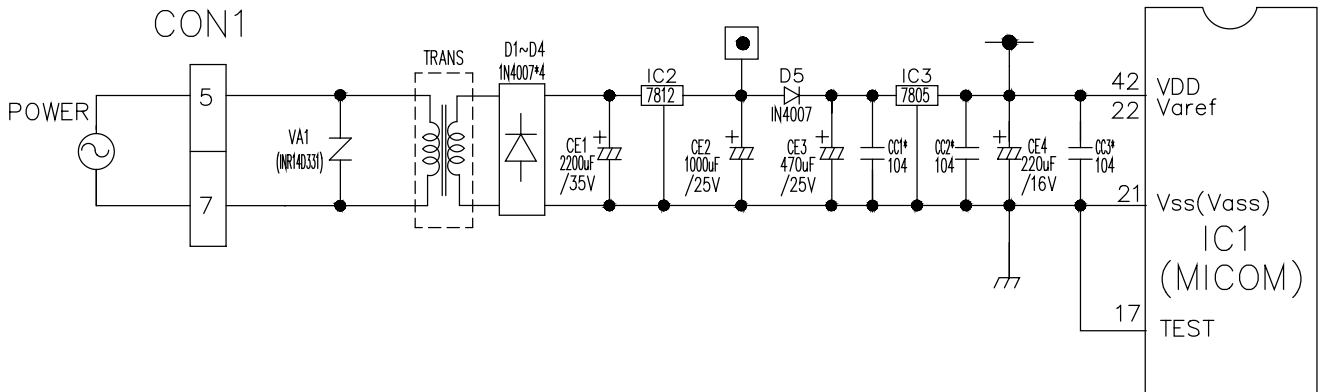 CON1
POWER
5
7
VA1
(INR14D331)
TRANS
D1~D4
1N4007*4
CE1
2200uF
/35V
IC2
7812
CE2
1000uF
/25V
D5
IN4007
CE3
470uF
/25V
CC1*
104
IC3
7805
CC2*
104
CE4
220uF
/16V
CC3*
104
42
VDD
22
Varef
21
Vss(Vass)
IC1
(MICOM)
17
TEST